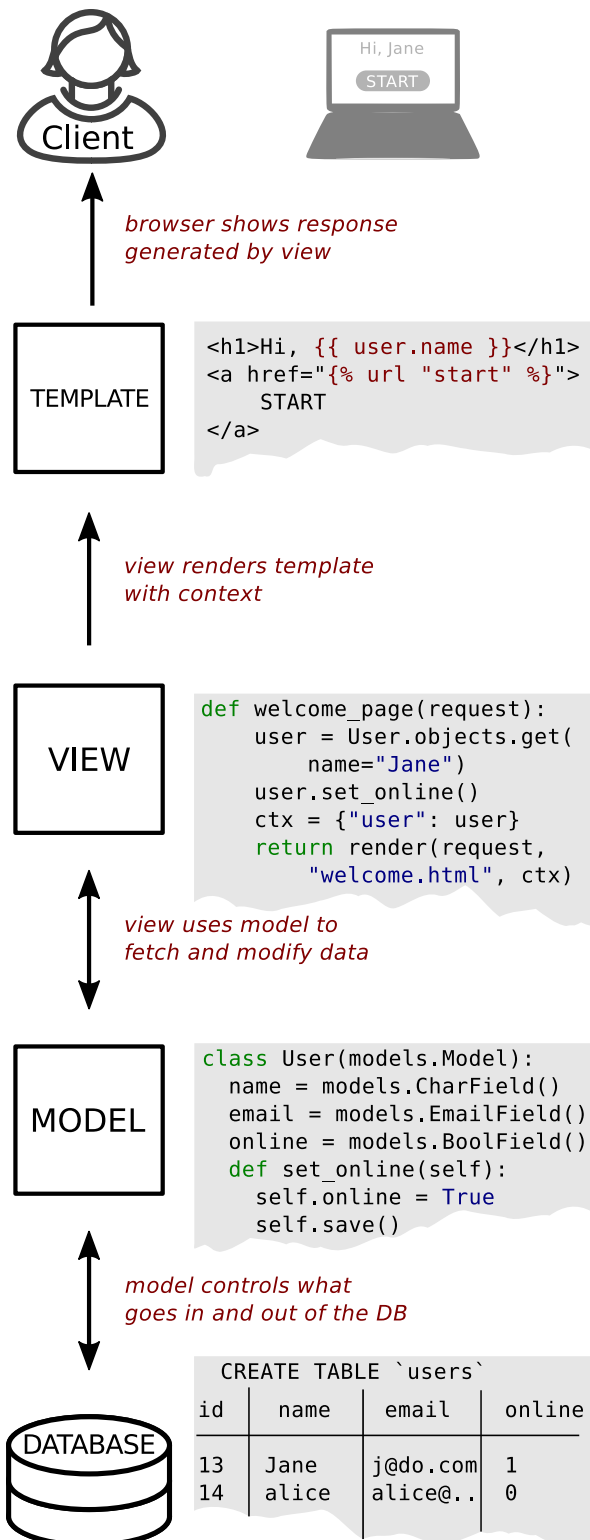 Client
Hi, Jane
START
browser shows response
generated by view
TEMPLATE
<h1>Hi, {{ user.name }}</h1>
<a href="{% url "start" %}">
    START
</a>
view renders template
with context
VIEW
def welcome_page(request):
    user = User.objects.get(
        name="Jane")
    user.set_online()
    ctx = {"user": user}
    return render(request,
        "welcome.html", ctx)
view uses model to
fetch and modify data
MODEL
class User(models.Model):
  name = models.CharField()
  email = models.EmailField()
  online = models.BoolField()
  def set_online(self):
    self.online = True
    self.save()
model controls what
goes in and out of the DB
DATABASE
CREATE TABLE `users`
id name email online
13 Jane j@do.com 1
14 alice alice@.. 0